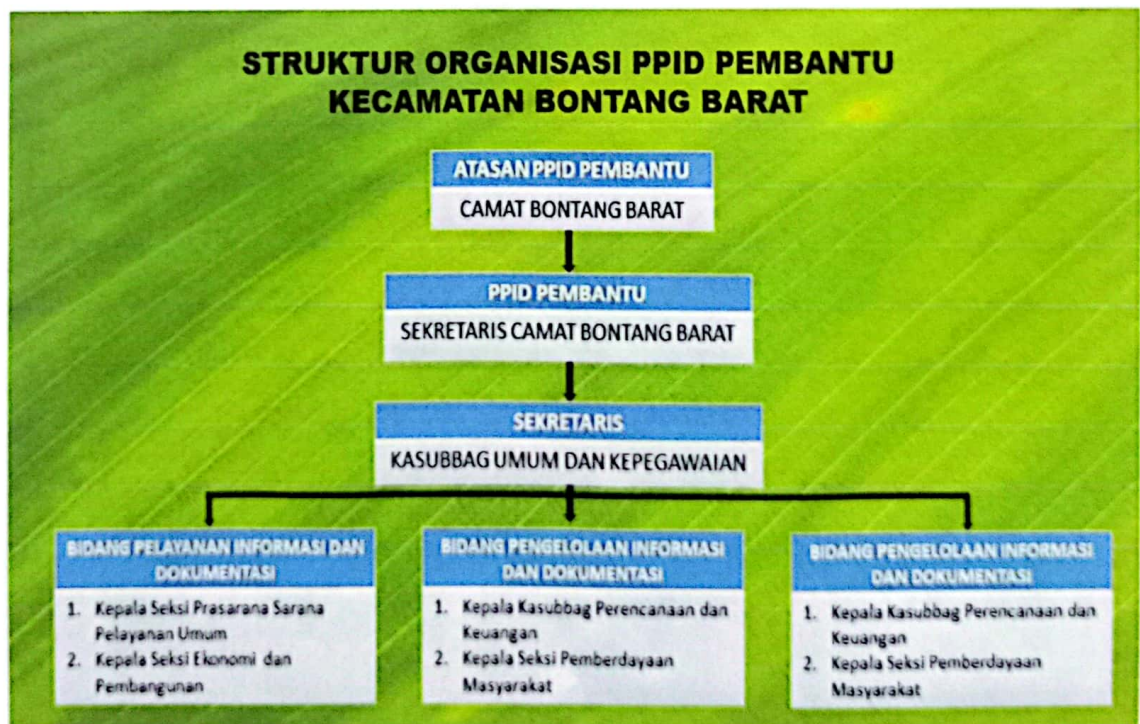 STRUKTUR ORGANISASI PPID PEMBANTU
KECAMATAN BONTANG BARAT
ATASAN PPID PEMBANTU
CAMAT BONTANG BARAT
PPID PEMBANTU
SEKRETARIS CAMAT BONTANG BARAT
SEKRETARIS
KASUBBAG UMUM DAN KEPEGAWAIAN
BIDANG PELAYANAN INFORMASI DAN
DOKUMENTASI
1. Kepala Seksi Prasarana Sarana
Pelayanan Umum
2. Kepala Seksi Ekonomi dan
Pembangunan
BIDANG PENGELOLAAN INFORMASI
DAN DOKUMENTASI
1. Kepala Kasubbag Perencanaan dan
Keuangan
2. Kepala Seksi Pemberdayaan
Masyarakat
BIDANG PENGELOLAAN INFORMASI
DAN DOKUMENTASI
1. Kepala Kasubbag Perencanaan dan
Keuangan
2. Kepala Seksi Pemberdayaan
Masyarakat